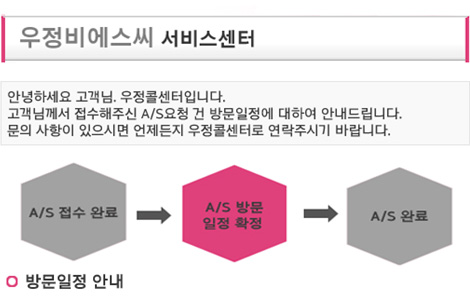 우정비에스씨 서비스센터
안녕하세요 고객님. 우정콜센터입니다.
고객님께서 접수해주신 A/S요청 건 방문일정에 대하여 안내드립니다.
문의 사항이 있으시면 언제든지 우정콜센터로 연락주시기 바랍니다.
A/S 접수 완료
A/S 방문
일정 확정
A/S 완료
방문일정 안내